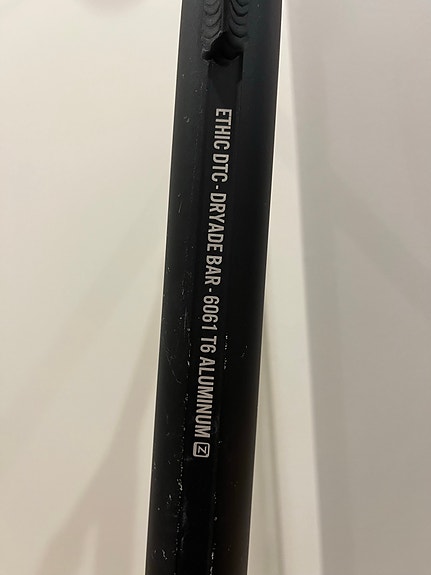 ETHIC DTC - DRYADE BAR - 6061 T6 ALUMINUM Z